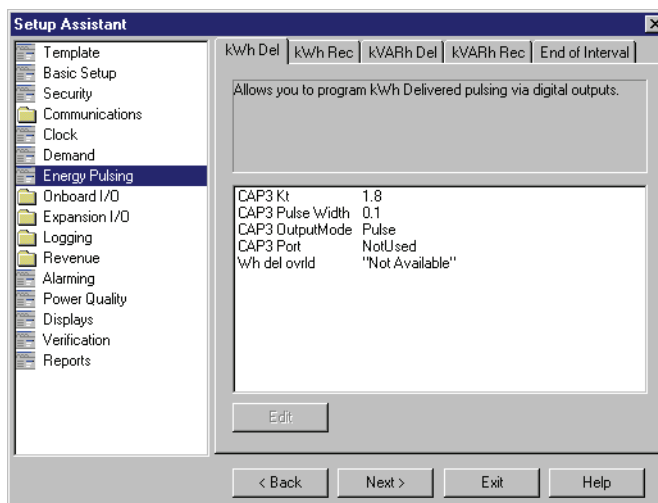 Setup Assistant
Template
Basic Setup
Security
Communications
Clock
Demand
Energy Pulsing
Onboard I/O
Expansion I/O
Logging
Revenue
Alarming
Power Quality
Displays
Verification
Reports
kWh Del kWh Rec kVARh Del kVARh Rec End of Interval
Allows you to program kWh Delivered pulsing via digital outputs.
CAP3 Kt 1.8
CAP3 Pulse Width 0.1
CAP3 OutputMode Pulse
CAP3 Port NotUsed
Wh del ovrld "Not Available"
Edit
< Back Next > Exit Help